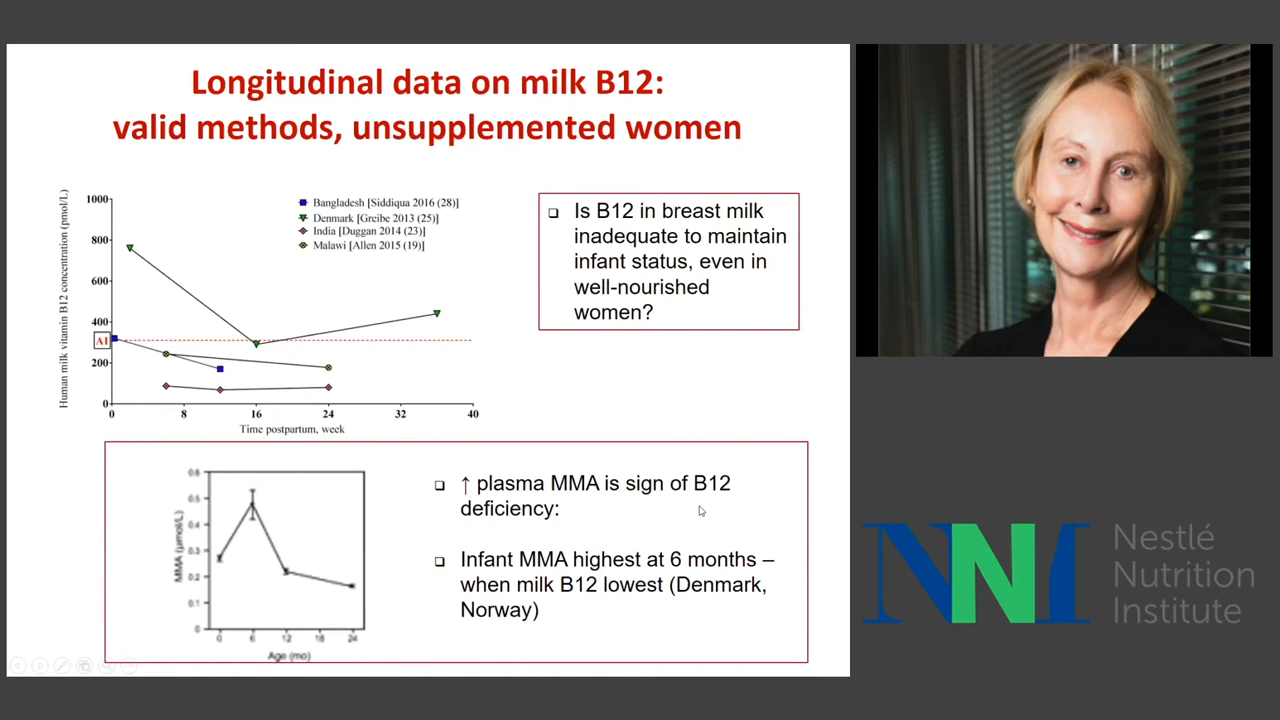 Longitudinal data on milk B12:
valid methods, unsupplemented women
Human milk vitamin B12 concentration (pmol/L)
1000
800
600
400
AI
200
0
0 8 16 24 32 40
Time postpartum, week
Bangladesh [Siddiqua 2016 (28)]
Denmark [Greibe 2013 (25)]
India [Duggan 2014 (23)]
Malawi [Allen 2015 (19)]
❑ Is B12 in breast milk
inadequate to maintain
infant status, even in
well-nourished
women?
MMA (µmol/L)
0.6
0.5
0.4
0.3
0.2
0.1
0
0 6 12 18 24
Age (mo)
❑ ↑ plasma MMA is sign of B12
deficiency:
❑ Infant MMA highest at 6 months –
when milk B12 lowest (Denmark,
Norway)
NNI
Nestlé
Nutrition
Institute